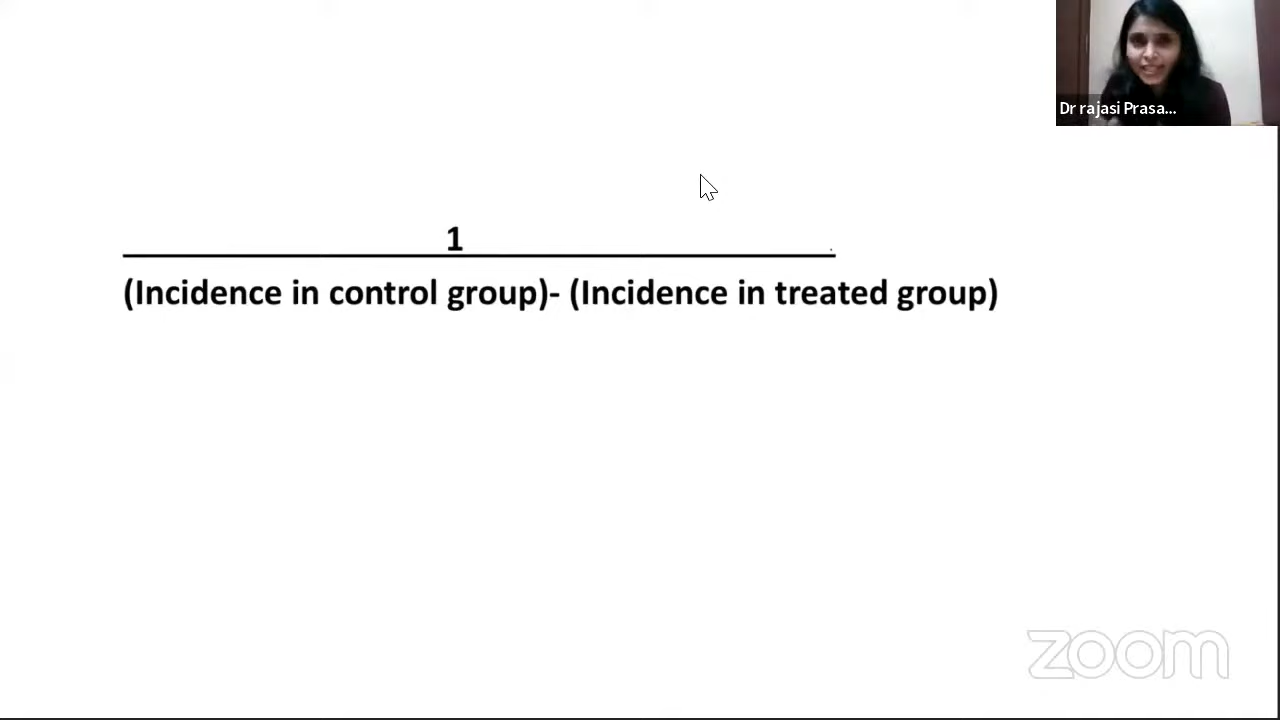 Dr rajasi Prasa...
1
(Incidence in control group)- (Incidence in treated group)
zoom